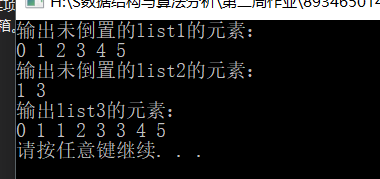 项
箱。
H:\S数据结构与算法分析\第二周作业\893465014
输出未倒置的list1的元素：
0 1 2 3 4 5
输出未倒置的list2的元素：
1 3
输出list3的元素：
0 1 1 2 3 3 4 5
请按任意键继续. . .